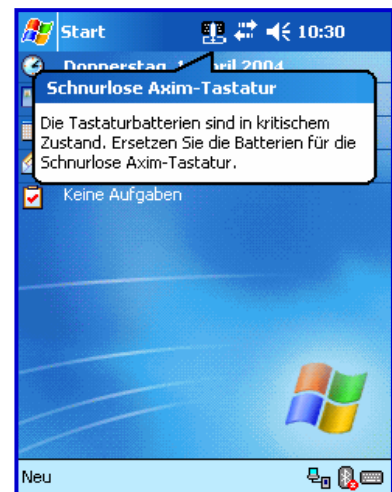 Start 10:30
Donnerstag, 1. April 2004
Schnurlose Axim-Tastatur
Die Tastaturbatterien sind in kritischem
Zustand. Ersetzen Sie die Batterien für die
Schnurlose Axim-Tastatur.
Keine Aufgaben
Neu